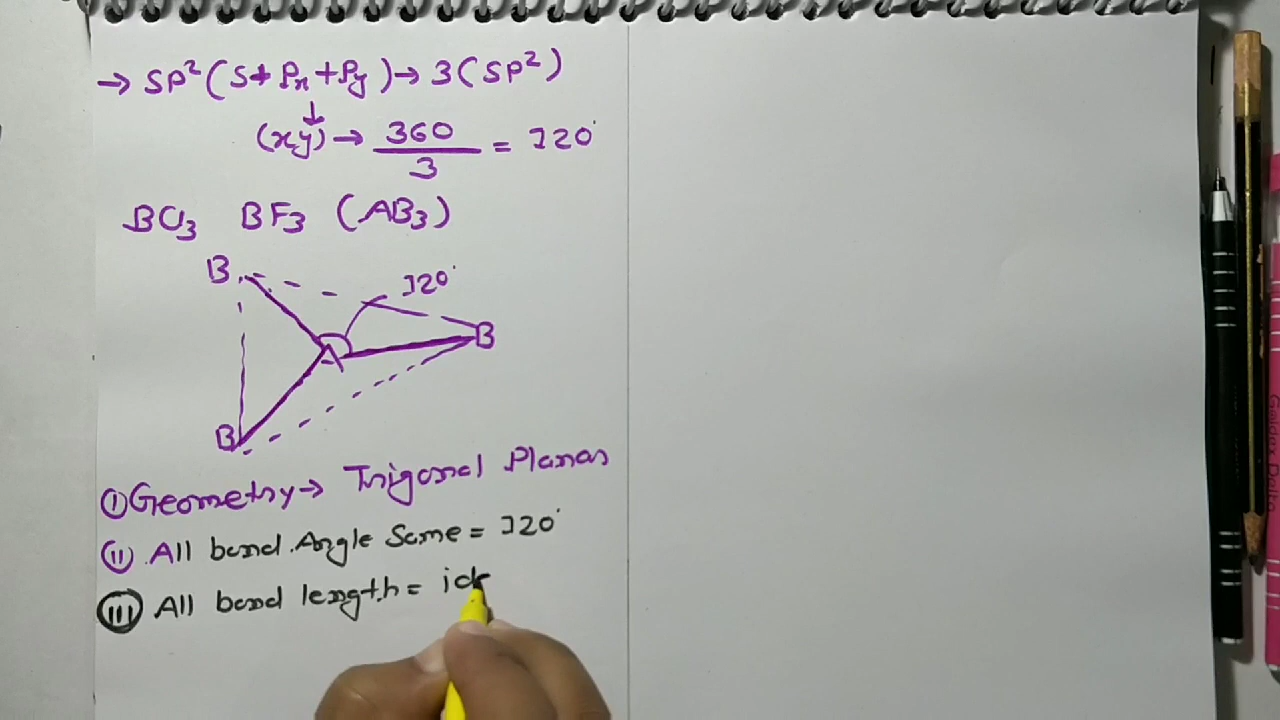 → SP²(S+Px+Py)→3(SP²)
(x,y)→ 360/3 = 120°
BCl3 BF3 (AB3)
B
120°
A
B
B
(I) Geometry→ Trigonal Planar
(II) All bond Angle Same = 120°
(III) All bond length = id